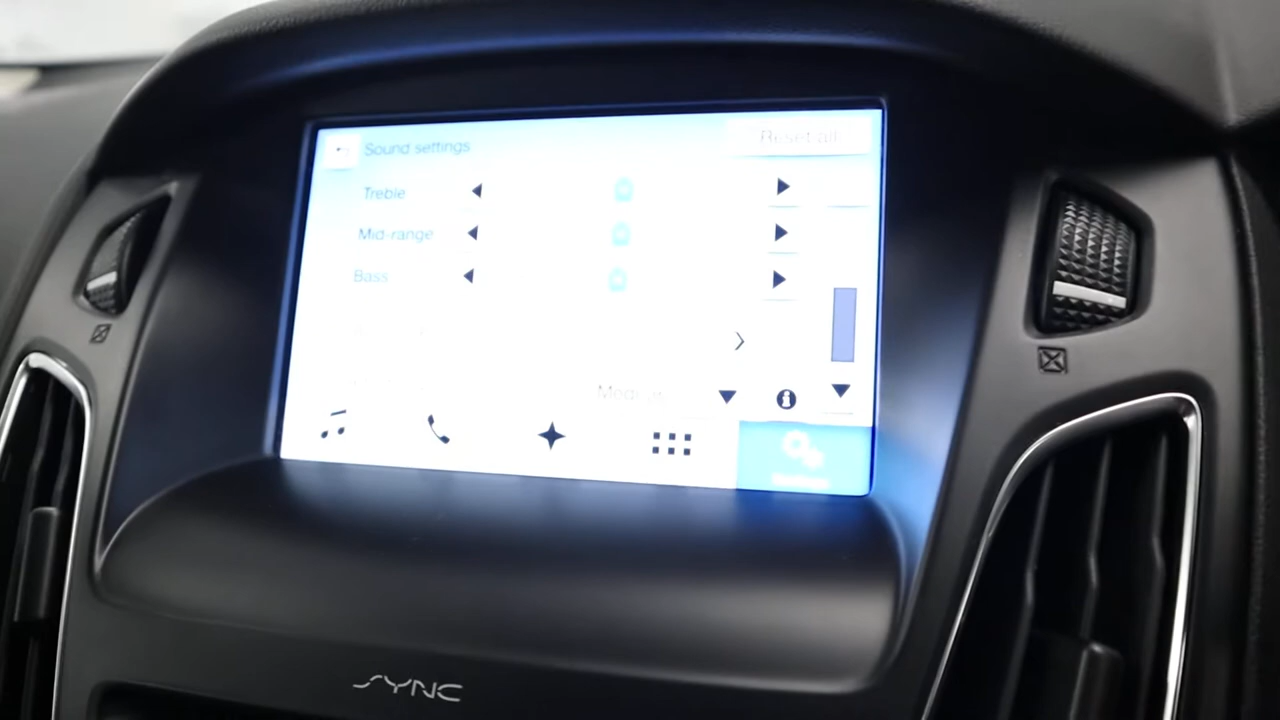 Sound settings
Reset all
Treble
Mid-range
Bass
SYNC